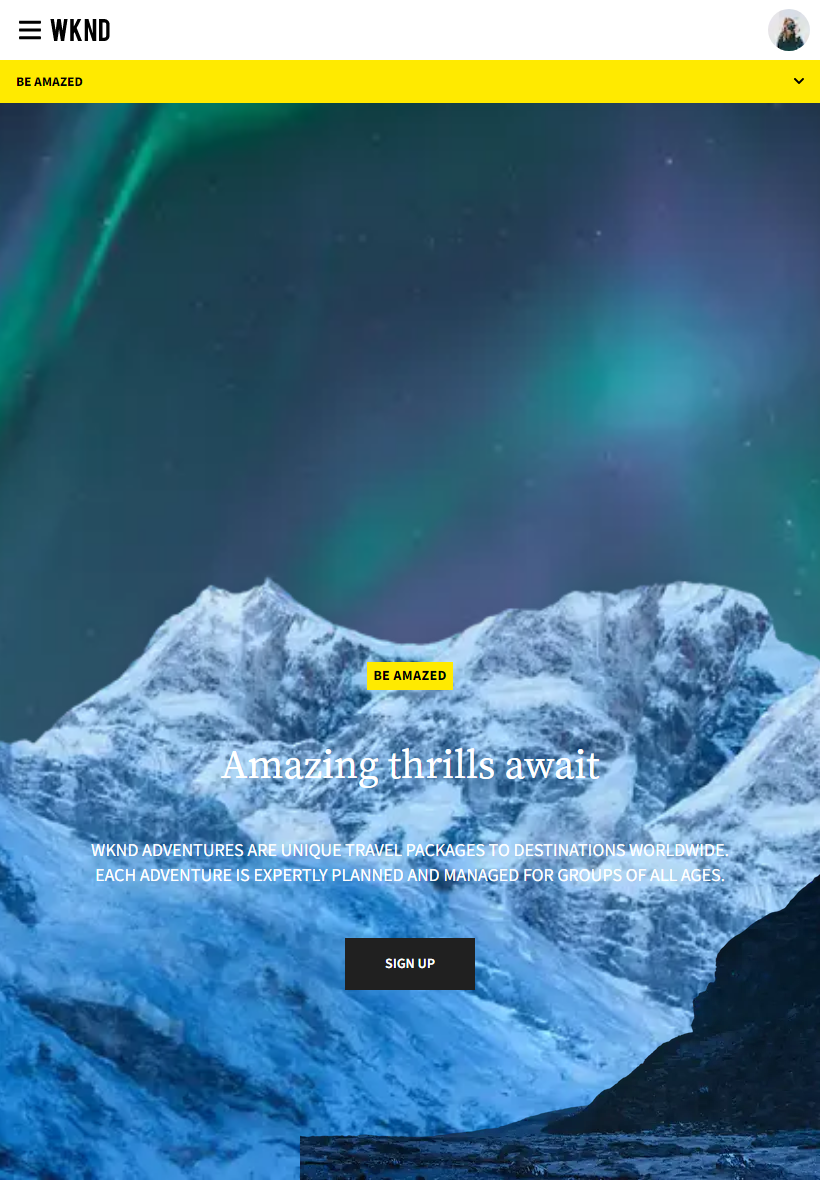 WKND
BE AMAZED
BE AMAZED
Amazing thrills await
WKND ADVENTURES ARE UNIQUE TRAVEL PACKAGES TO DESTINATIONS WORLDWIDE.
EACH ADVENTURE IS EXPERTLY PLANNED AND MANAGED FOR GROUPS OF ALL AGES.
SIGN UP